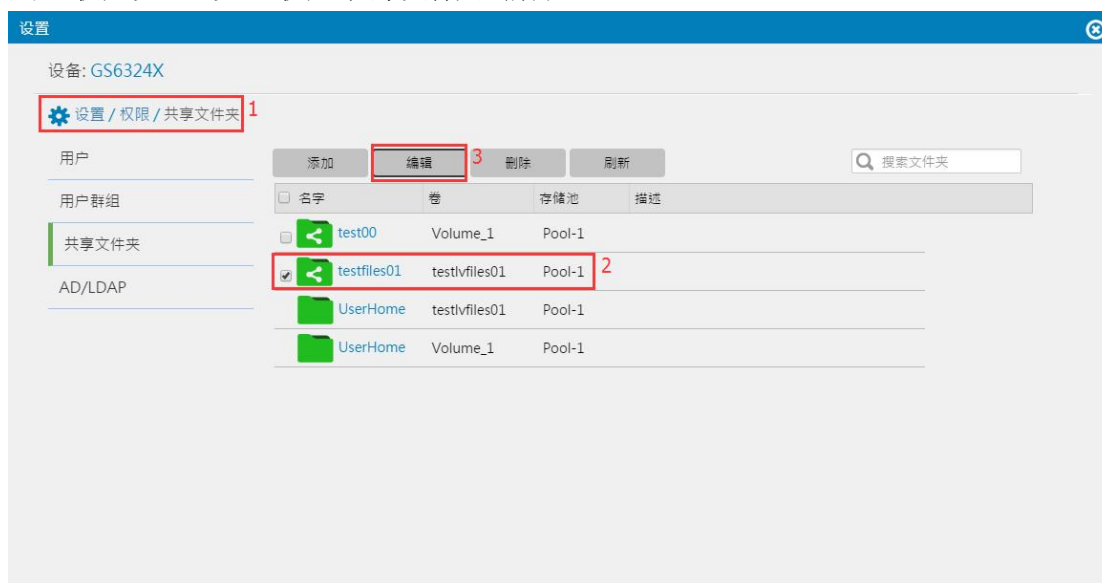 设置
设备: GS6324X
设置 / 权限 / 共享文件夹 1
用户
用户群组
共享文件夹
AD/LDAP
添加 编辑 3 删除 刷新 搜索文件夹
名字 卷 存储池 描述
test00 Volume_1 Pool-1
testfiles01 testlvfiles01 Pool-1 2
UserHome testlvfiles01 Pool-1
UserHome Volume_1 Pool-1